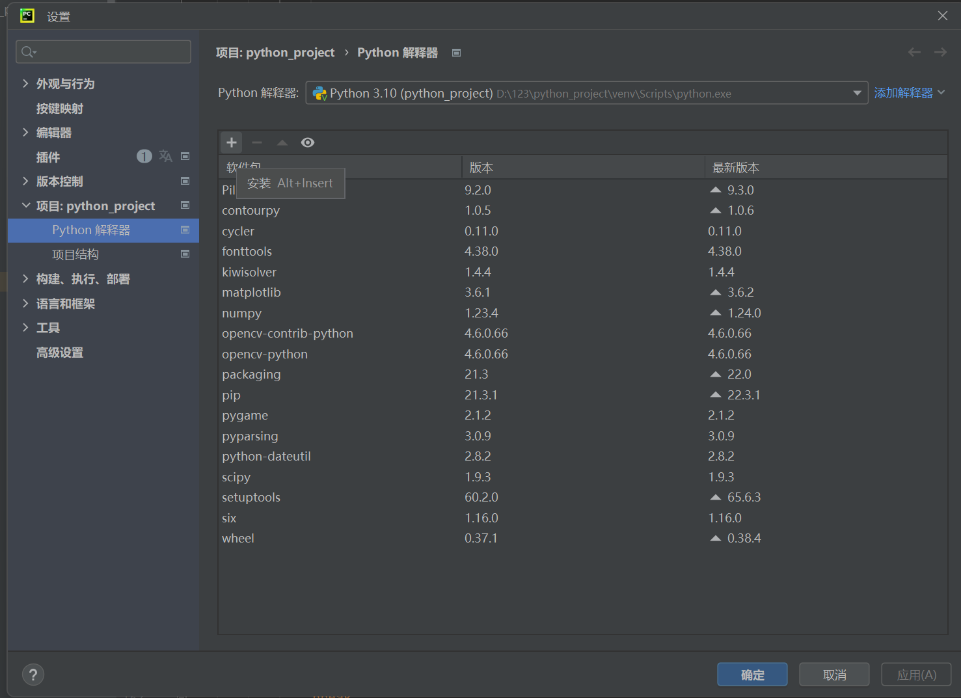 PC 设置
项目: python_project › Python 解释器
外观与行为
按键映射
编辑器
插件 1
版本控制
项目: python_project
Python 解释器
项目结构
构建、执行、部署
语言和框架
工具
高级设置
Python 解释器: Python 3.10 (python_project) D:\123\python_project\venv\Scripts\python.exe 添加解释器
软件包 版本 最新版本
安装 Alt+Insert
Pil 9.2.0 9.3.0
contourpy 1.0.5 1.0.6
cycler 0.11.0 0.11.0
fonttools 4.38.0 4.38.0
kiwisolver 1.4.4 1.4.4
matplotlib 3.6.1 3.6.2
numpy 1.23.4 1.24.0
opencv-contrib-python 4.6.0.66 4.6.0.66
opencv-python 4.6.0.66 4.6.0.66
packaging 21.3 22.0
pip 21.3.1 22.3.1
pygame 2.1.2 2.1.2
pyparsing 3.0.9 3.0.9
python-dateutil 2.8.2 2.8.2
scipy 1.9.3 1.9.3
setuptools 60.2.0 65.6.3
six 1.16.0 1.16.0
wheel 0.37.1 0.38.4
? 确定 取消 应用(A)